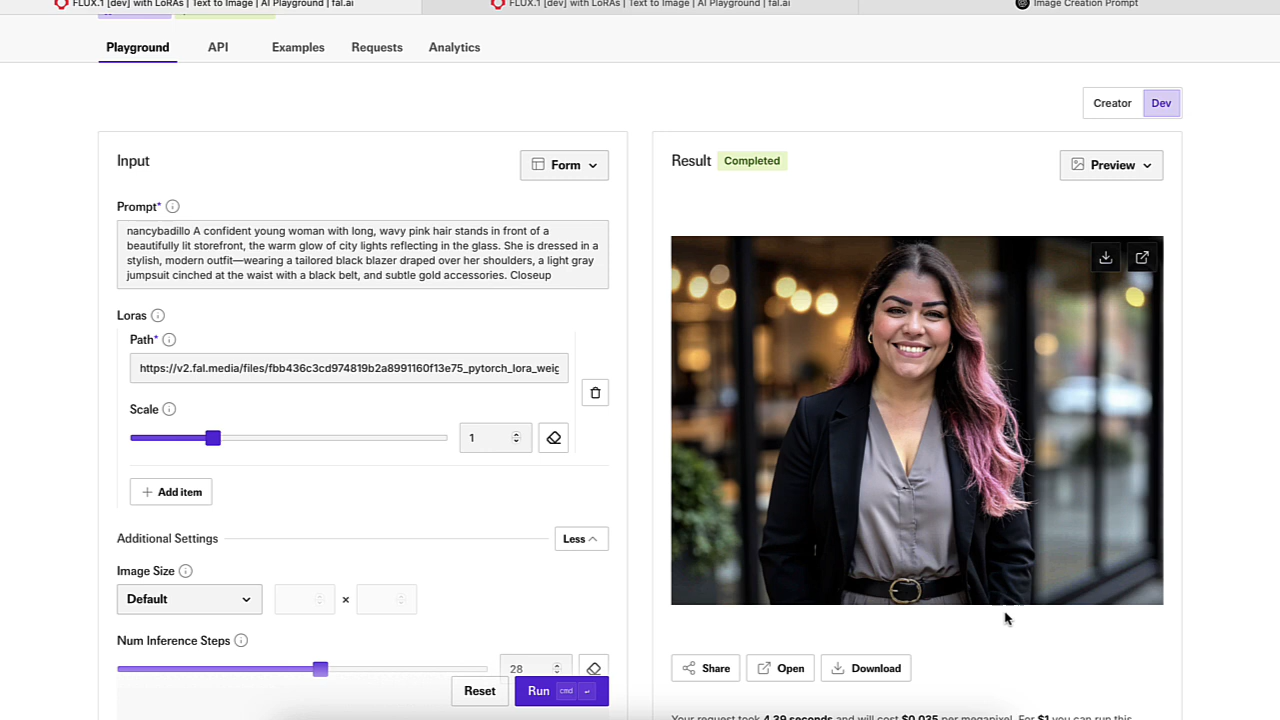 FLUX.1 [dev] with LoRAs | Text to Image | AI Playground | fal.ai
FLUX.1 [dev] with LoRAs | Text to Image | AI Playground | fal.ai
Image Creation Prompt
Playground
API
Examples
Requests
Analytics
Creator
Dev
Input
Form
Prompt*
nancybadillo A confident young woman with long, wavy pink hair stands in front of a
beautifully lit storefront, the warm glow of city lights reflecting in the glass. She is dressed in a
stylish, modern outfit—wearing a tailored black blazer draped over her shoulders, a light gray
jumpsuit cinched at the waist with a black belt, and subtle gold accessories. Closeup
Loras
Path*
https://v2.fal.media/files/fbb436c3cd974819b2a8991160f13e75_pytorch_lora_weig
Scale
1
+ Add item
Additional Settings
Less
Image Size
Default
×
Num Inference Steps
28
Reset
Run cmd
Result
Completed
Preview
Share
Open
Download
Your request took 4.39 seconds and will cost $0.035 per megapixel. For $1 you can run this